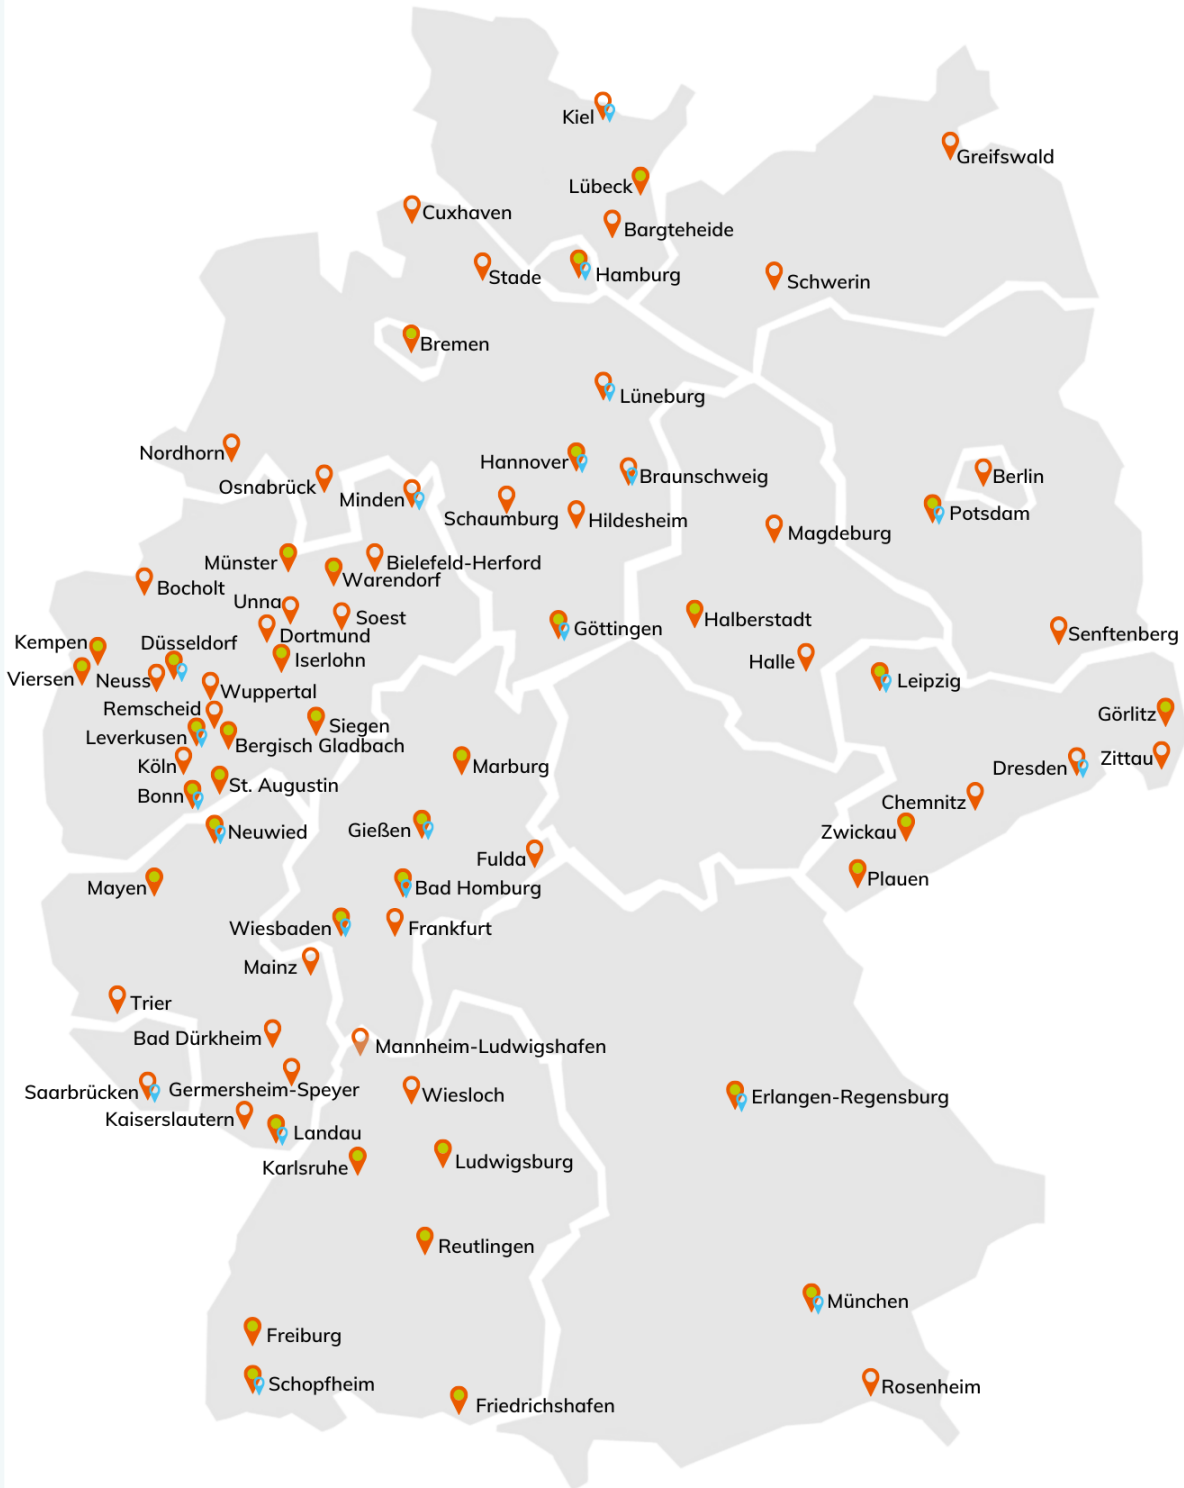 Kiel
Greifswald
Lübeck
Cuxhaven
Bargteheide
Stade
Hamburg
Schwerin
Bremen
Lüneburg
Nordhorn
Hannover
Osnabrück
Braunschweig
Berlin
Minden
Schaumburg
Hildesheim
Potsdam
Magdeburg
Münster
Bielefeld-Herford
Warendorf
Bocholt
Unna
Soest
Halberstadt
Göttingen
Dortmund
Senftenberg
Kempen
Düsseldorf
Iserlohn
Halle
Viersen
Neuss
Leipzig
Wuppertal
Remscheid
Görlitz
Siegen
Leverkusen
Bergisch Gladbach
Zittau
Köln
Marburg
Dresden
St. Augustin
Bonn
Chemnitz
Neuwied
Gießen
Zwickau
Fulda
Plauen
Mayen
Bad Homburg
Wiesbaden
Frankfurt
Mainz
Trier
Bad Dürkheim
Mannheim-Ludwigshafen
Saarbrücken
Germersheim-Speyer
Wiesloch
Erlangen-Regensburg
Kaiserslautern
Landau
Karlsruhe
Ludwigsburg
Reutlingen
München
Freiburg
Schopfheim
Rosenheim
Friedrichshafen